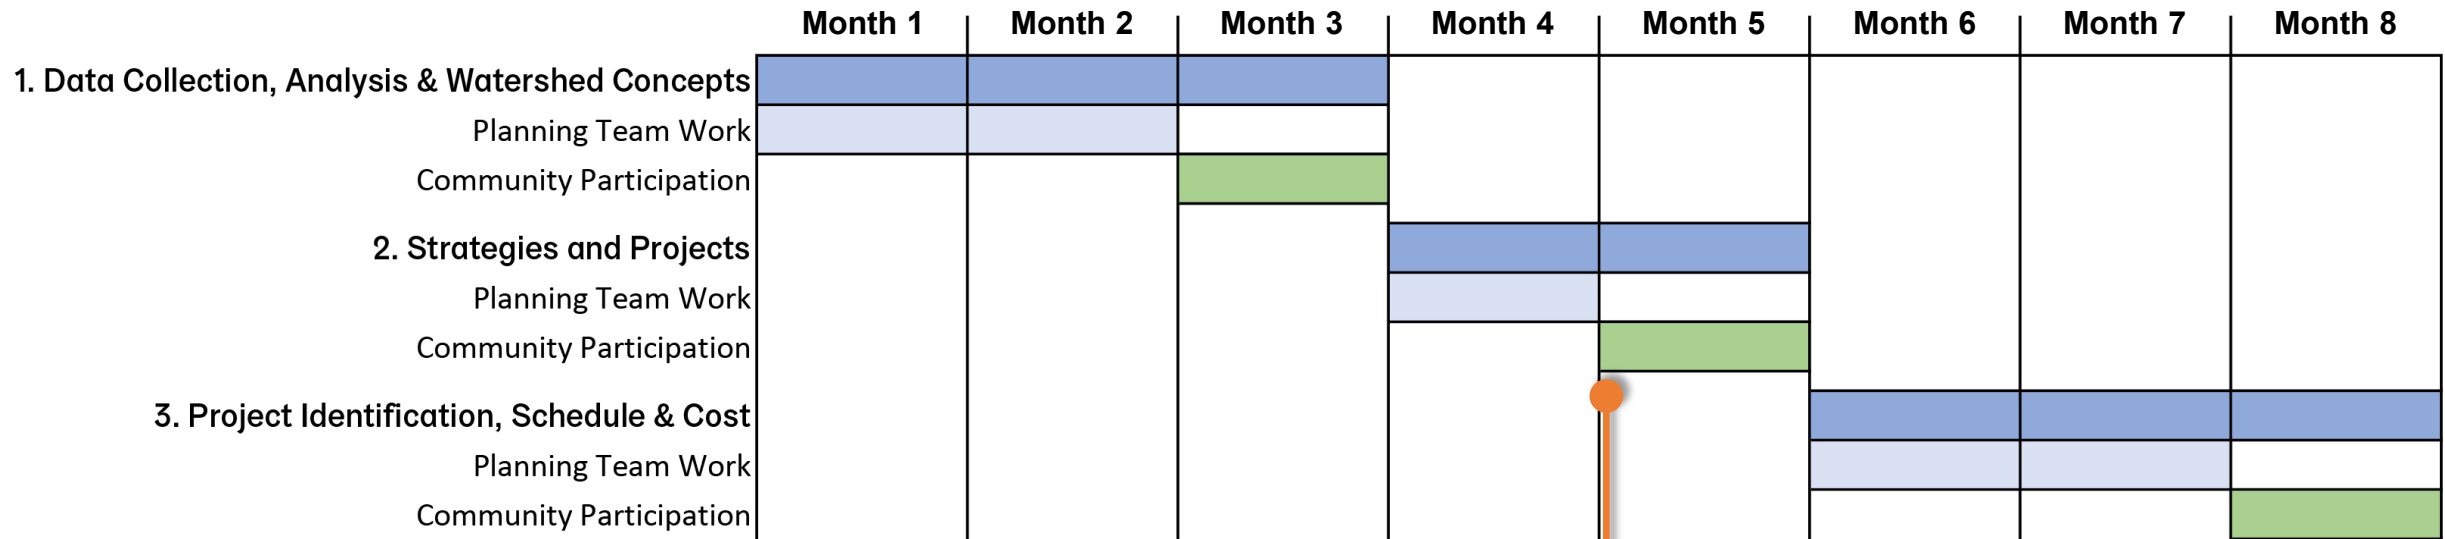 Month 1 Month 2 Month 3 Month 4 Month 5 Month 6 Month 7 Month 8
1. Data Collection, Analysis & Watershed Concepts
Planning Team Work
Community Participation
2. Strategies and Projects
Planning Team Work
Community Participation
3. Project Identification, Schedule & Cost
Planning Team Work
Community Participation